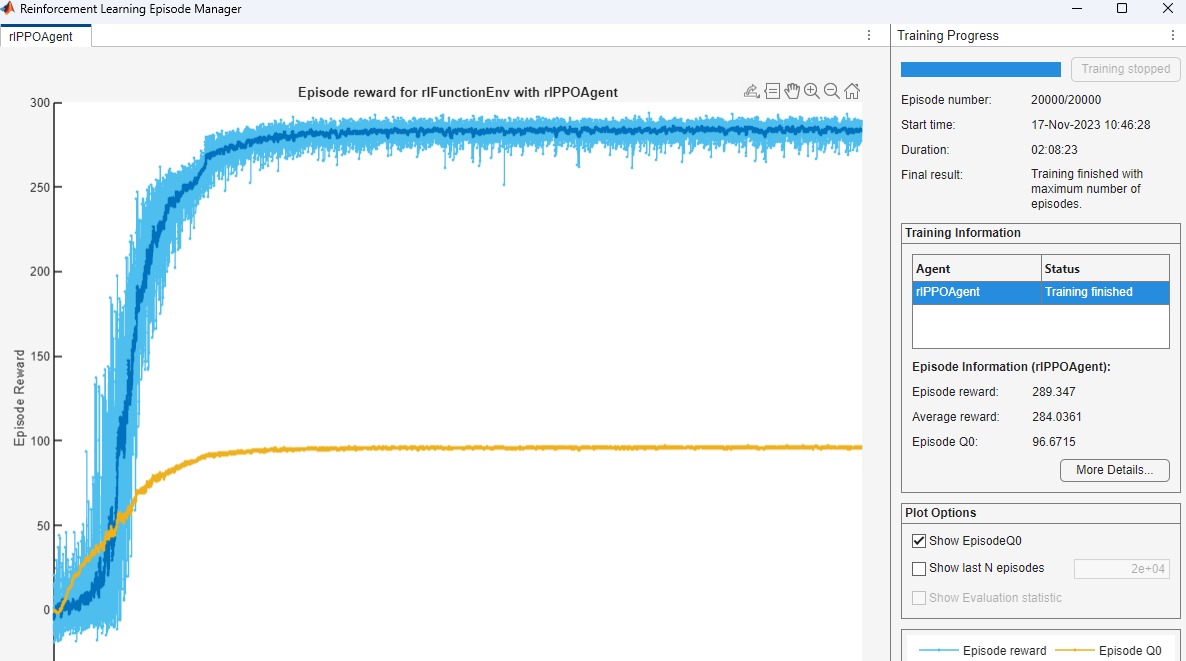 Reinforcement Learning Episode Manager
rlPPOAgent
Episode reward for rlFunctionEnv with rlPPOAgent
300
250
200
150
100
50
0
Episode Reward
Training Progress
Training stopped
Episode number: 20000/20000
Start time: 17-Nov-2023 10:46:28
Duration: 02:08:23
Final result: Training finished with
maximum number of
episodes.
Training Information
Agent Status
rlPPOAgent Training finished
Episode Information (rlPPOAgent):
Episode reward: 289.347
Average reward: 284.0361
Episode Q0: 96.6715
More Details...
Plot Options
Show EpisodeQ0
Show last N episodes 2e+04
Show Evaluation statistic
Episode reward Episode Q0